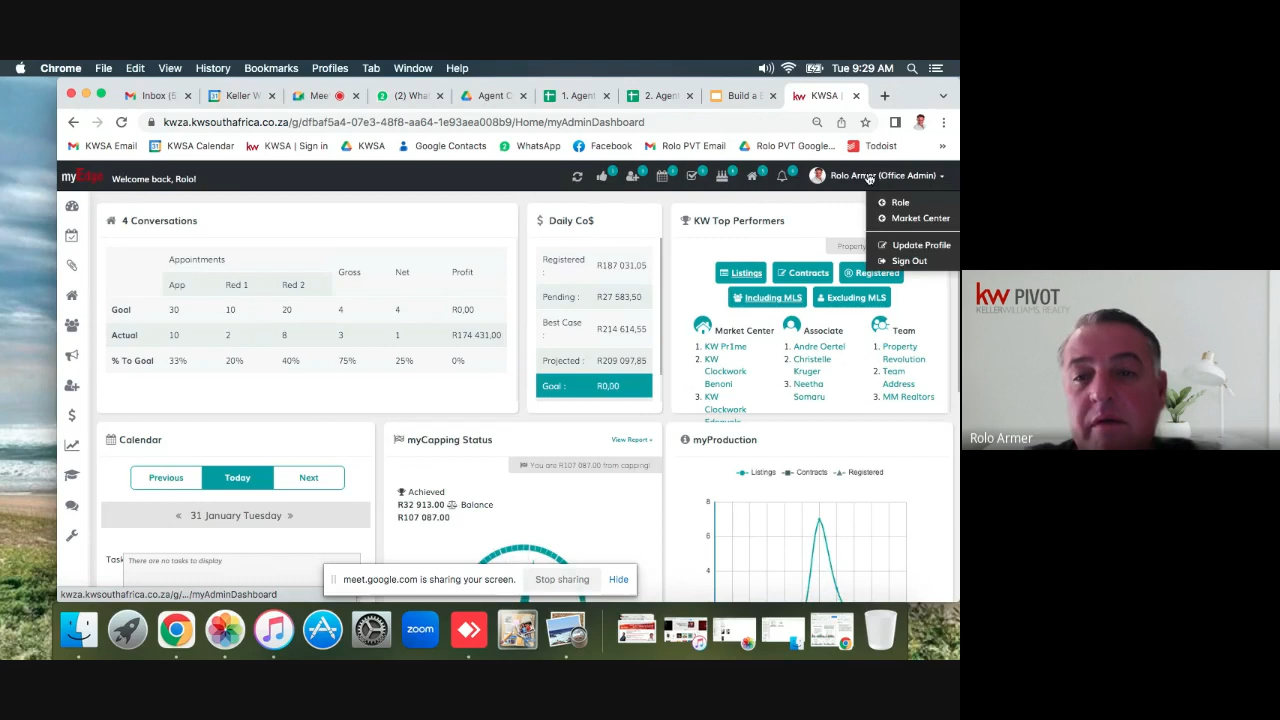 Chrome File Edit View History Bookmarks Profiles Tab Window Help Tue 9:29 AM
Inbox (5 Keller W Mee (2) Wha Agent C 1. Agen 2. Agen Build a KWSA |
kwza.kwsouthafrica.co.za/g/dfbaf5a4-07e3-48f8-aa64-1e93aea008b9/Home/myAdminDashboard
KWSA Email KWSA Calendar KWSA | Sign in KWSA Google Contacts WhatsApp Facebook Rolo PVT Email Rolo PVT Google... Todoist »
myEdge Welcome back, Rolo! Rolo Armer (Office Admin)
Role
Market Center
Update Profile
Sign Out
4 Conversations
Appointments Gross Net Profit
App Red 1 Red 2
Goal 30 10 20 4 4 R0,00
Actual 10 2 8 3 1 R174 431,00
% To Goal 33% 20% 40% 75% 25% 0%
$ Daily Co$
Registered : R187 031,05
Pending : R27 583,50
Best Case : R214 614,55
Projected : R209 097,85
Goal : R0,00
KW Top Performers
Property
Listings Contracts Registered
Including MLS Excluding MLS
Market Center
1. KW Pr1me
2. KW
Clockwork
Benoni
3. KW
Clockwork
Associate
1. Andre Oertel
2. Christelle
Kruger
3. Neetha
Somaru
Team
1. Property
Revolution
2. Team
Address
3. MM Realtors
Calendar
Previous Today Next
« 31 January Tuesday »
Task
There are no tasks to display
myCapping Status View Report »
You are R107 087.00 from capping!
Achieved
R32 913.00 Balance
R107 087.00
myProduction
Listings Contracts Registered
8
6
4
meet.google.com is sharing your screen. Stop sharing Hide
kwza.kwsouthafrica.co.za/g/.../myAdminDashboard
zoom
kw PIVOT
KELLERWILLIAMS. REALTY
Rolo Armer